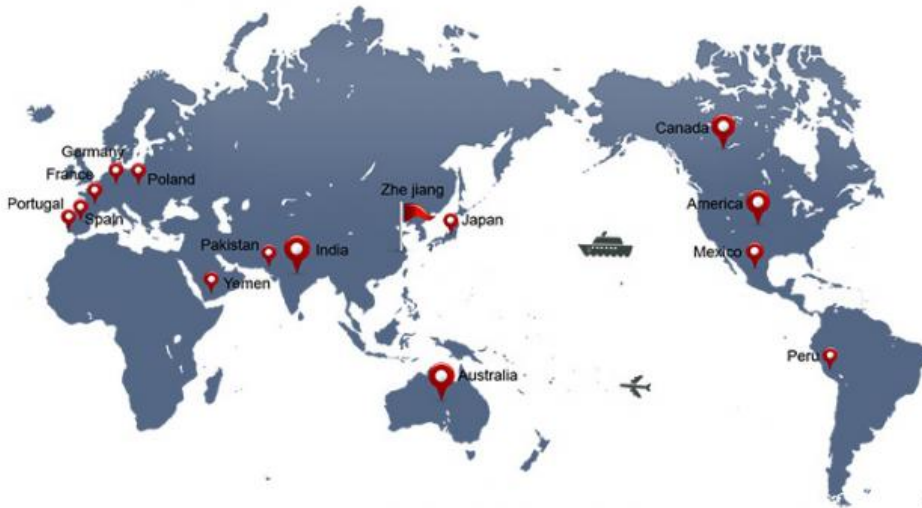 Canada
Germany
France
Poland
Zhe jiang
Portugal
Spain
America
Japan
Pakistan
India
Mexico
Yemen
Peru
Australia